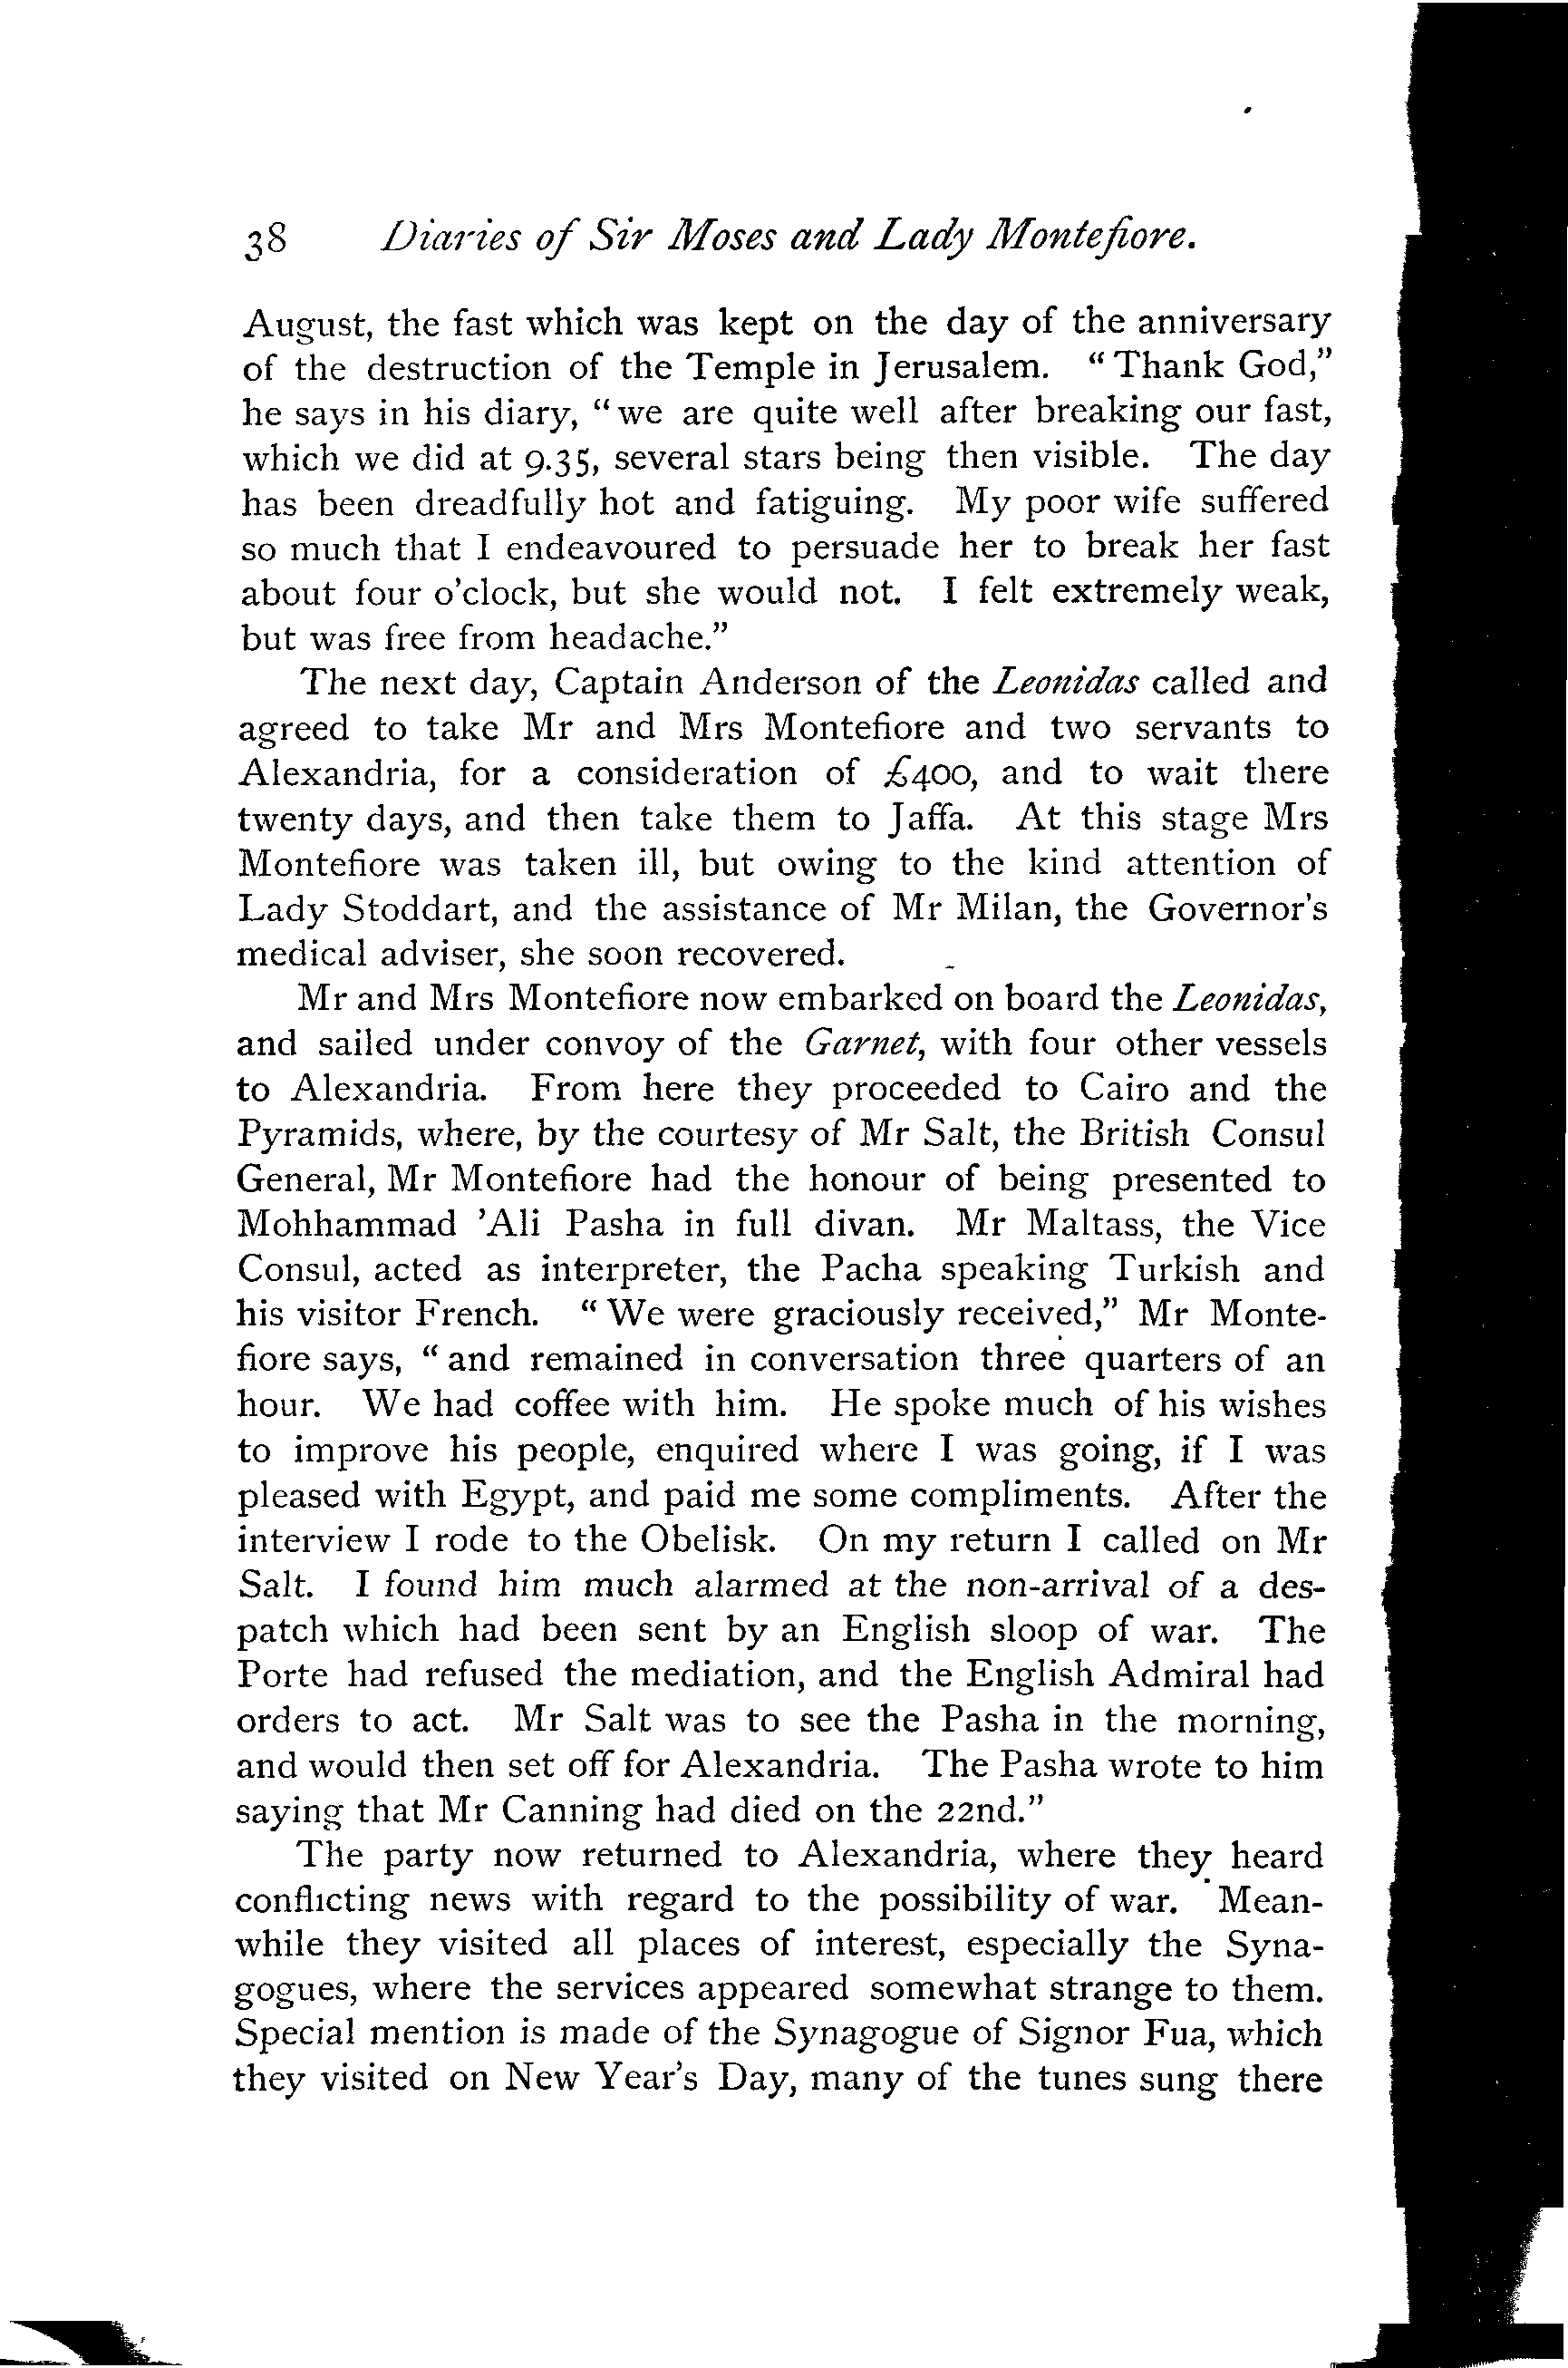 38 Diaries of Sir Moses and Lady Montefiore.
August, the fast which was kept on the day of the anniversary
of the destruction of the Temple in Jerusalem. “Thank God,”
he says in his diary, “we are quite well after breaking our fast,
which we did at 9.35, several stars being then visible. The day
has been dreadfully hot and fatiguing. My poor wife suffered
so much that I endeavoured to persuade her to break her fast
about four o'clock, but she would not. I felt extremely weak,
but was free from headache.”
The next day, Captain Anderson of the Leonidas called and
agreed to take Mr and Mrs Montefiore and two servants to
Alexandria, for a consideration of £400, and to wait there
twenty days, and then take them to Jaffa. At this stage Mrs
Montefiore was taken ill, but owing to the kind attention of
Lady Stoddart, and the assistance of Mr Milan, the Governor's
medical adviser, she soon recovered.
Mr and Mrs Montefiore now embarked on board the Leonidas,
and sailed under convoy of the Garnet, with four other vessels
to Alexandria. From here they proceeded to Cairo and the
Pyramids, where, by the courtesy of Mr Salt, the British Consul
General, Mr Montefiore had the honour of being presented to
Mohhammad 'Ali Pasha in full divan. Mr Maltass, the Vice
Consul, acted as interpreter, the Pacha speaking Turkish and
his visitor French. “We were graciously received,” Mr Monte-
fiore says, “and remained in conversation three quarters of an
hour. We had coffee with him. He spoke much of his wishes
to improve his people, enquired where I was going, if I was
pleased with Egypt, and paid me some compliments. After the
interview I rode to the Obelisk. On my return I called on Mr
Salt. I found him much alarmed at the non-arrival of a des-
patch which had been sent by an English sloop of war. The
Porte had refused the mediation, and the English Admiral had
orders to act. Mr Salt was to see the Pasha in the morning,
and would then set off for Alexandria. The Pasha wrote to him
saying that Mr Canning had died on the 22nd.”
The party now returned to Alexandria, where they heard
conflicting news with regard to the possibility of war. Mean-
while they visited all places of interest, especially the Syna-
gogues, where the services appeared somewhat strange to them.
Special mention is made of the Synagogue of Signor Fua, which
they visited on New Year's Day, many of the tunes sung there